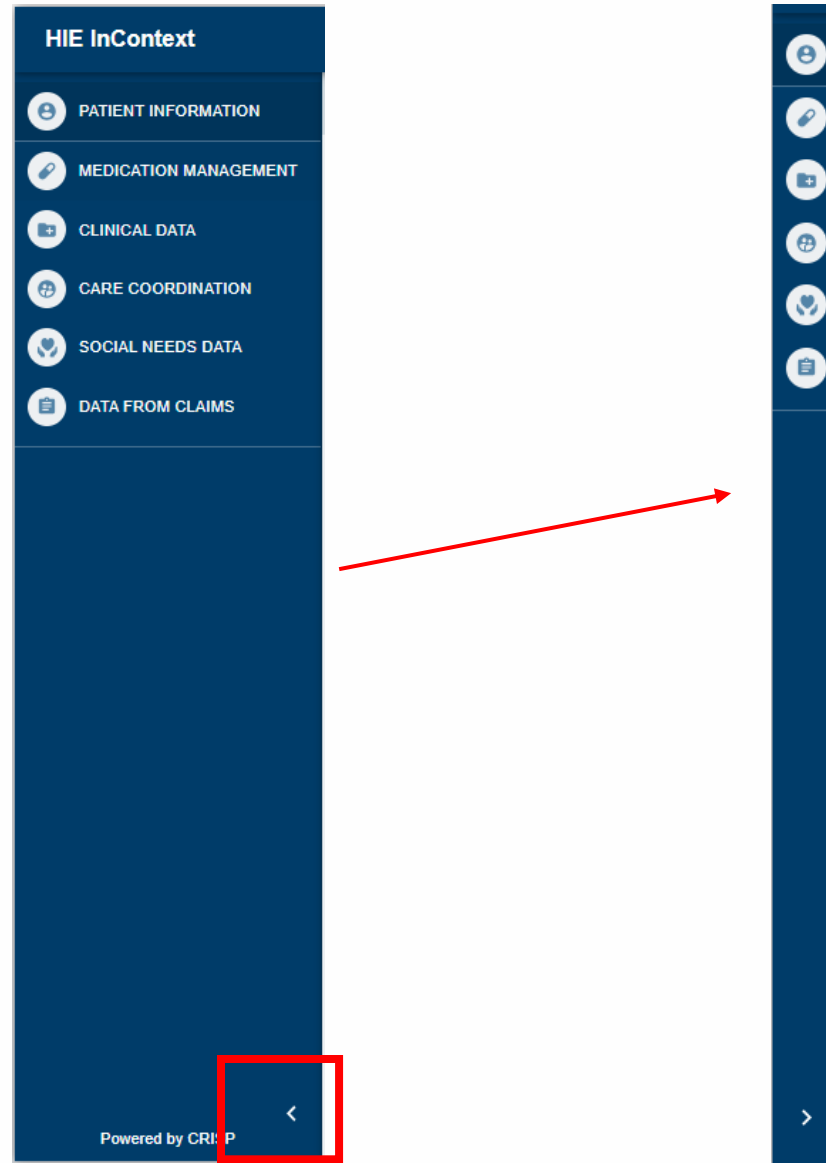 HIE InContext
PATIENT INFORMATION
MEDICATION MANAGEMENT
CLINICAL DATA
CARE COORDINATION
SOCIAL NEEDS DATA
DATA FROM CLAIMS
Powered by CRISP